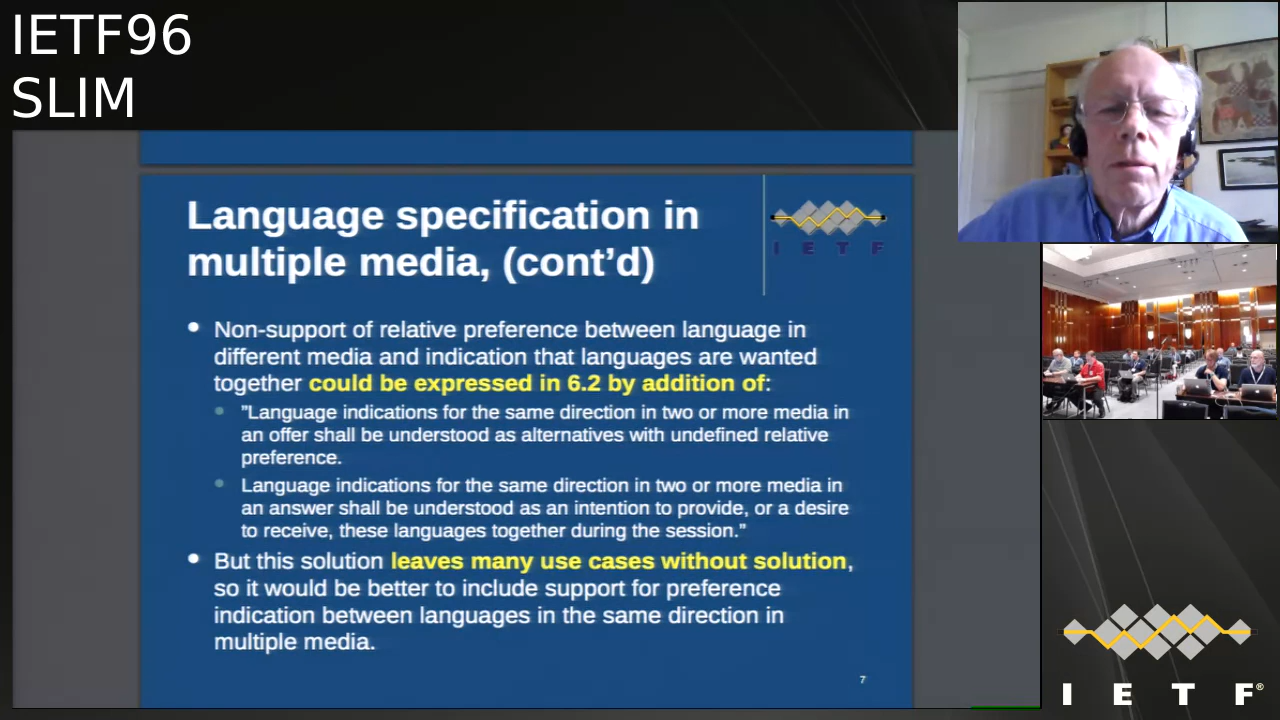 IETF96
SLIM
Language specification in
multiple media, (cont’d)
I E T F
• Non-support of relative preference between language in
different media and indication that languages are wanted
together could be expressed in 6.2 by addition of:
• ”Language indications for the same direction in two or more media in
an offer shall be understood as alternatives with undefined relative
preference.
• Language indications for the same direction in two or more media in
an answer shall be understood as an intention to provide, or a desire
to receive, these languages together during the session.”
• But this solution leaves many use cases without solution,
so it would be better to include support for preference
indication between languages in the same direction in
multiple media.
7
I E T F®